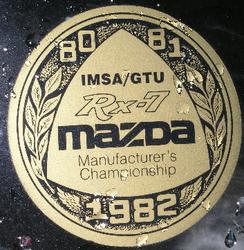 80 81
IMSA/GTU
Rx-7
mazda
Manufacturer's
Championship
1982